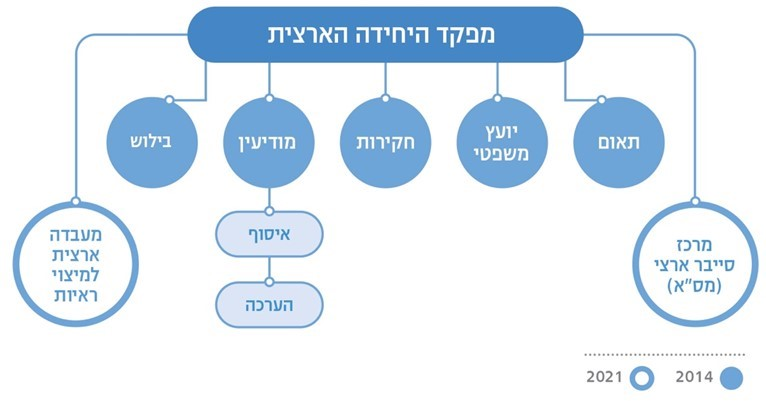 מפקד היחידה הארצית
תאום
יועץ
משפטי
חקירות
מודיעין
בילוש
מרכז
סייבר ארצי
(מס"א)
איסוף
הערכה
מעבדה
ארצית
למיצוי
ראיות
2014
2021